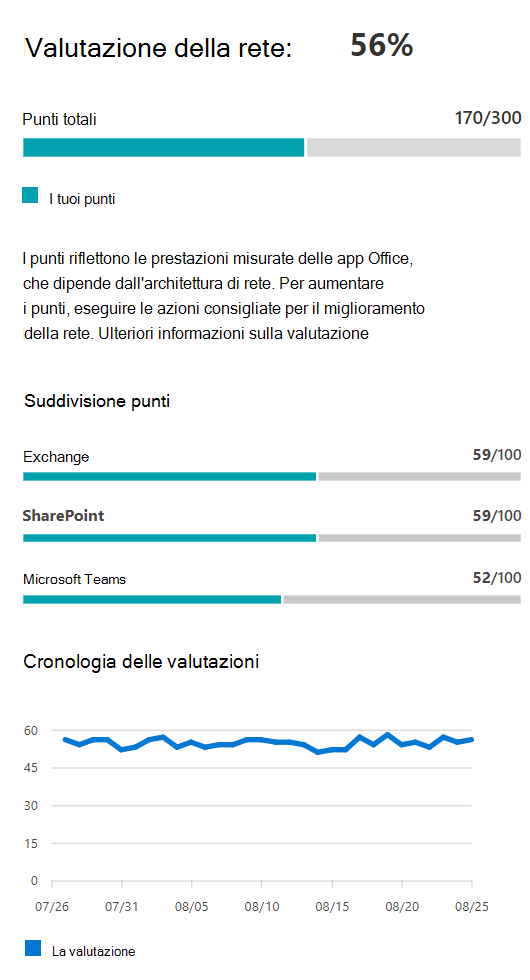 Valutazione della rete: 56%
Punti totali 170/300
I tuoi punti
I punti riflettono le prestazioni misurate delle app Office,
che dipende dall'architettura di rete. Per aumentare
i punti, eseguire le azioni consigliate per il miglioramento
della rete. Ulteriori informazioni sulla valutazione
Suddivisione punti
Exchange 59/100
SharePoint 59/100
Microsoft Teams 52/100
Cronologia delle valutazioni
60
45
30
15
0
07/26 07/31 08/05 08/10 08/15 08/20 08/25
La valutazione